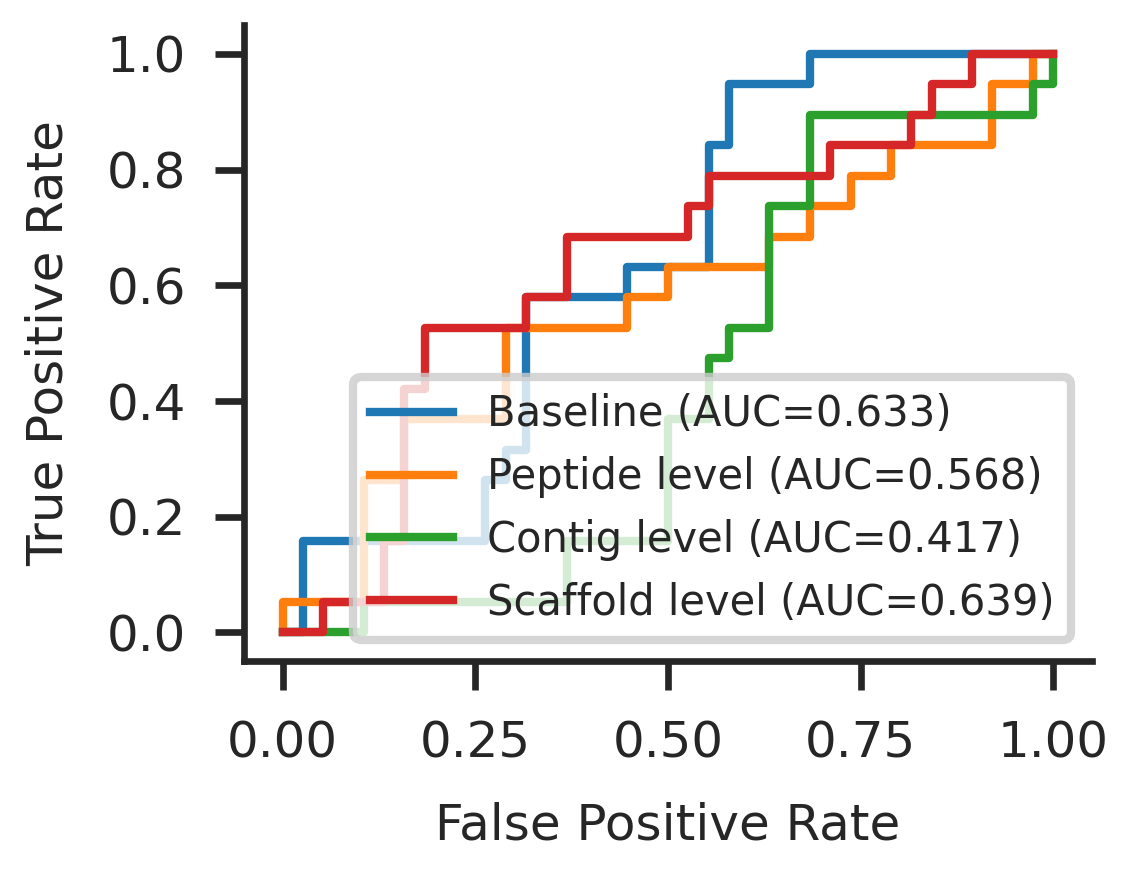 True Positive Rate
1.0
0.8
0.6
0.4
0.2
0.0
Baseline (AUC=0.633)
Peptide level (AUC=0.568)
Contig level (AUC=0.417)
Scaffold level (AUC=0.639)
0.00 0.25 0.50 0.75 1.00
False Positive Rate